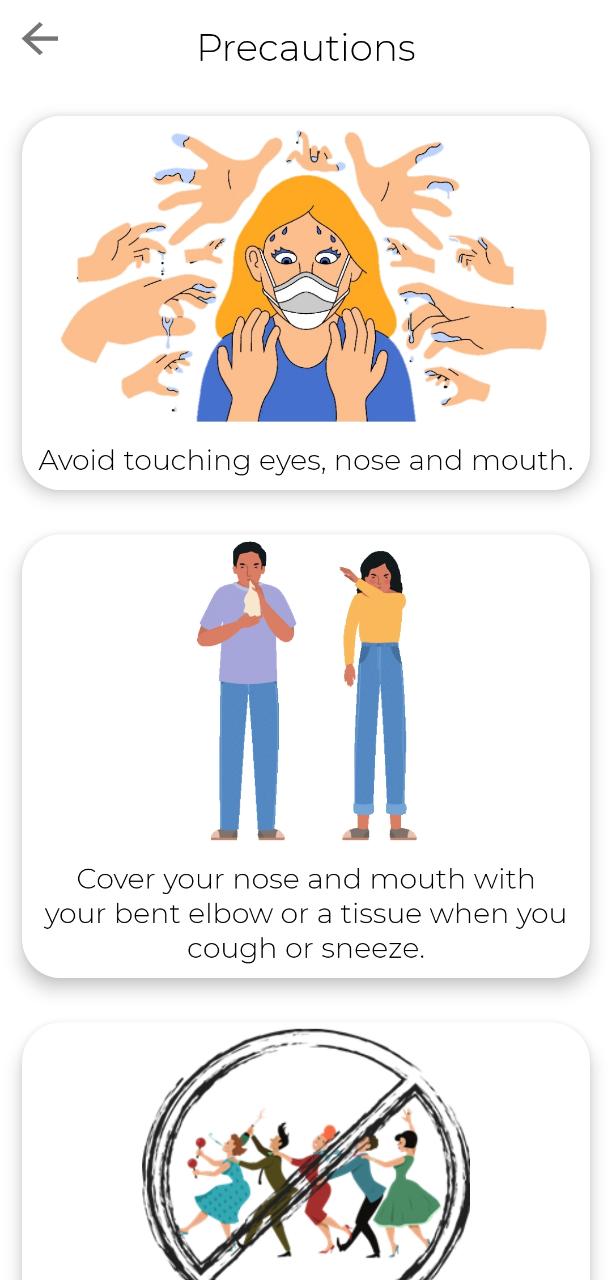 Precautions
Avoid touching eyes, nose and mouth.
Cover your nose and mouth with
your bent elbow or a tissue when you
cough or sneeze.